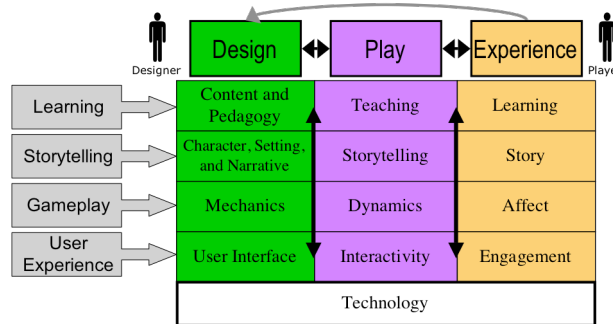 Designer
Design
Play
Experience
Playe
Learning
Content and
Pedagogy
Teaching
Learning
Storytelling
Character, Setting,
and Narrative
Storytelling
Story
Gameplay
Mechanics
Dynamics
Affect
User
Experience
User Interface
Interactivity
Engagement
Technology